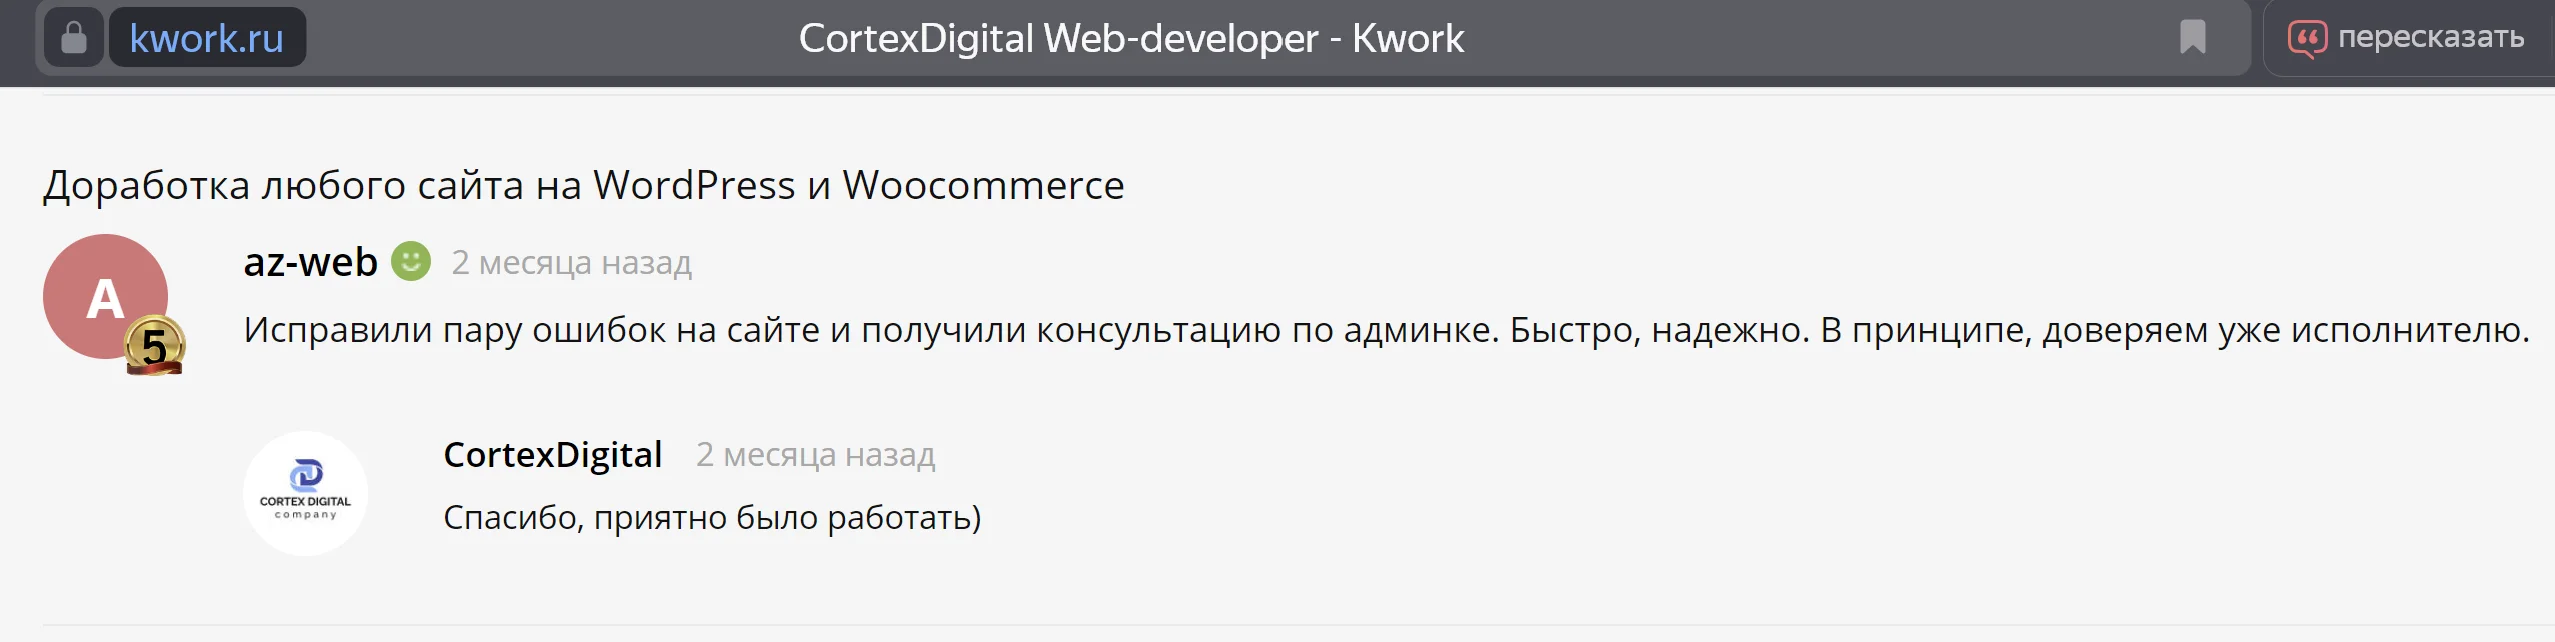 kwork.ru
CortexDigital Web-developer - Kwork
пересказать
Доработка любого сайта на WordPress и Woocommerce
A
5
az-web
2 месяца назад
Исправили пару ошибок на сайте и получили консультацию по админке. Быстро, надежно. В принципе, доверяем уже исполнителю.
CORTEX DIGITAL
company
CortexDigital
2 месяца назад
Спасибо, приятно было работать)